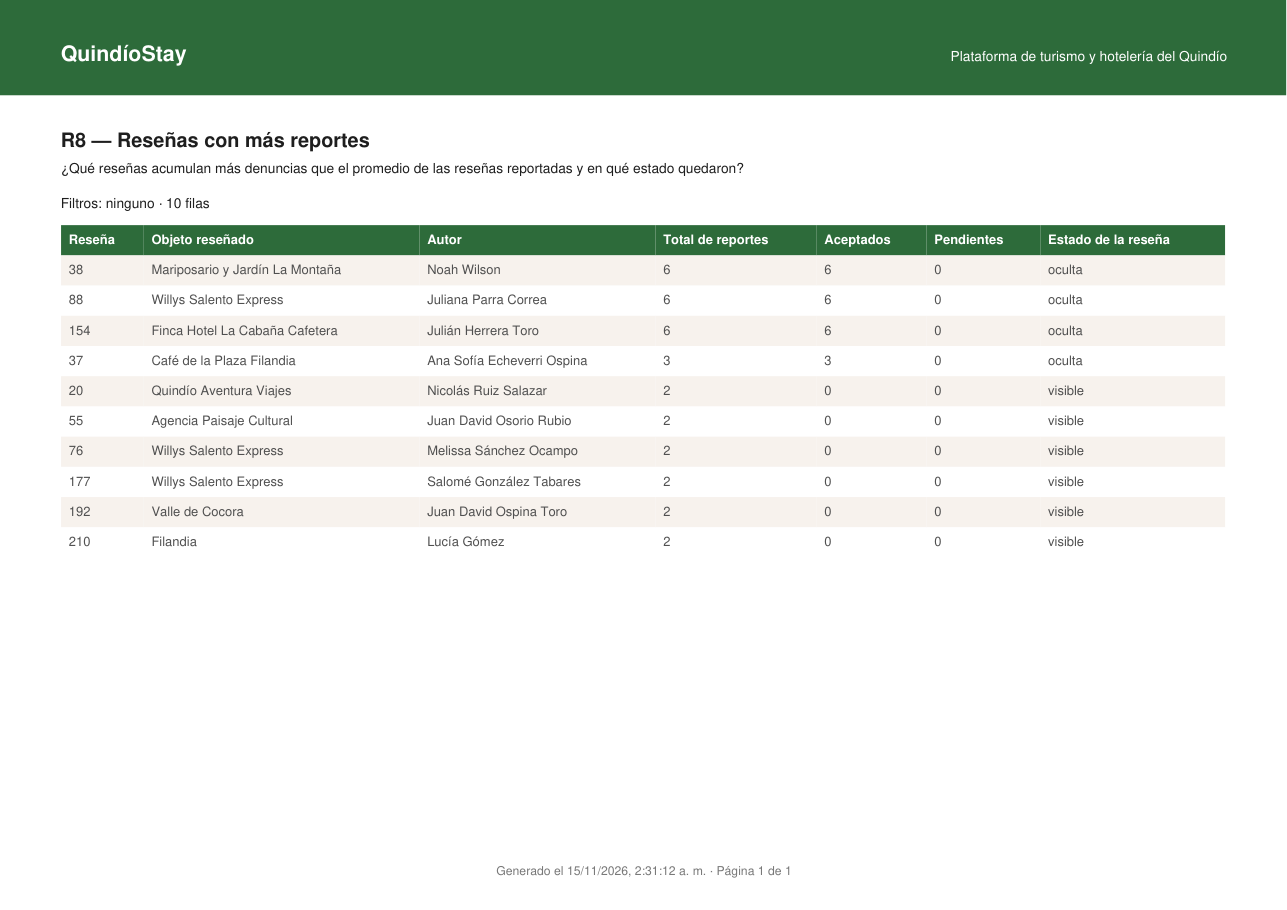 QuindíoStay
Plataforma de turismo y hotelería del Quindío
R8 — Reseñas con más reportes
¿Qué reseñas acumulan más denuncias que el promedio de las reseñas reportadas y en qué estado quedaron?
Filtros: ninguno · 10 filas
Reseña Objeto reseñado Autor Total de reportes Aceptados Pendientes Estado de la reseña
38 Mariposario y Jardín La Montaña Noah Wilson 6 6 0 oculta
88 Willys Salento Express Juliana Parra Correa 6 6 0 oculta
154 Finca Hotel La Cabaña Cafetera Julián Herrera Toro 6 6 0 oculta
37 Café de la Plaza Filandia Ana Sofía Echeverri Ospina 3 3 0 oculta
20 Quindío Aventura Viajes Nicolás Ruiz Salazar 2 0 0 visible
55 Agencia Paisaje Cultural Juan David Osorio Rubio 2 0 0 visible
76 Willys Salento Express Melissa Sánchez Ocampo 2 0 0 visible
177 Willys Salento Express Salomé González Tabares 2 0 0 visible
192 Valle de Cocora Juan David Ospina Toro 2 0 0 visible
210 Filandia Lucía Gómez 2 0 0 visible
Generado el 15/11/2026, 2:31:12 a. m. · Página 1 de 1